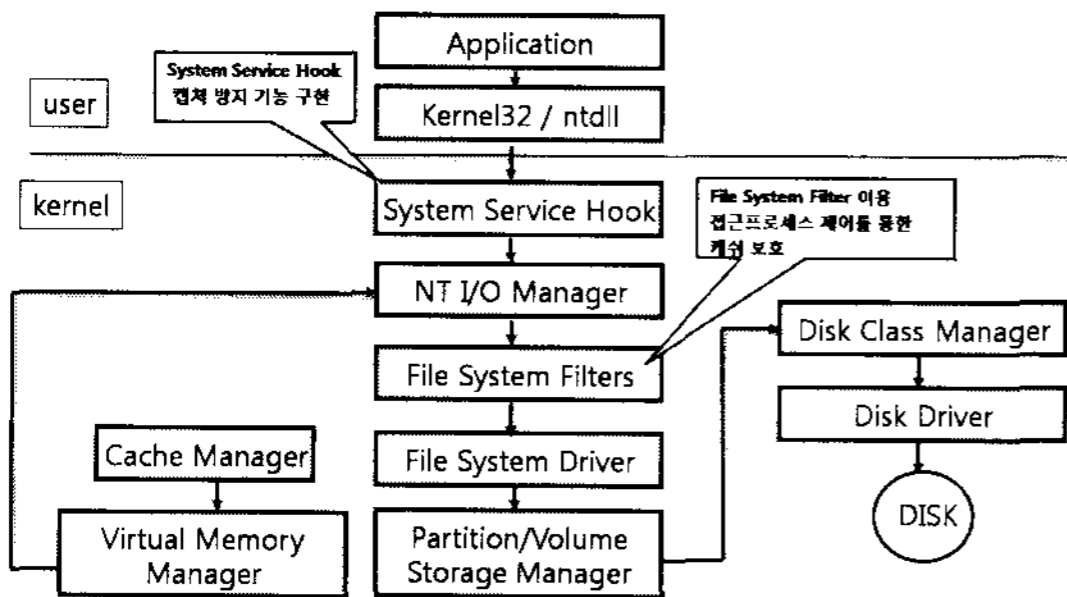 Application
System Service Hook
캡쳐 방지 기능 구현
user
Kernel32 / ntdll
kernel
System Service Hook
File System Filter 이용
접근프로세스 제어를 통한
캐쉬 보호
NT I/O Manager
Disk Class Manager
File System Filters
Disk Driver
Cache Manager
File System Driver
DISK
Virtual Memory
Manager
Partition/Volume
Storage Manager